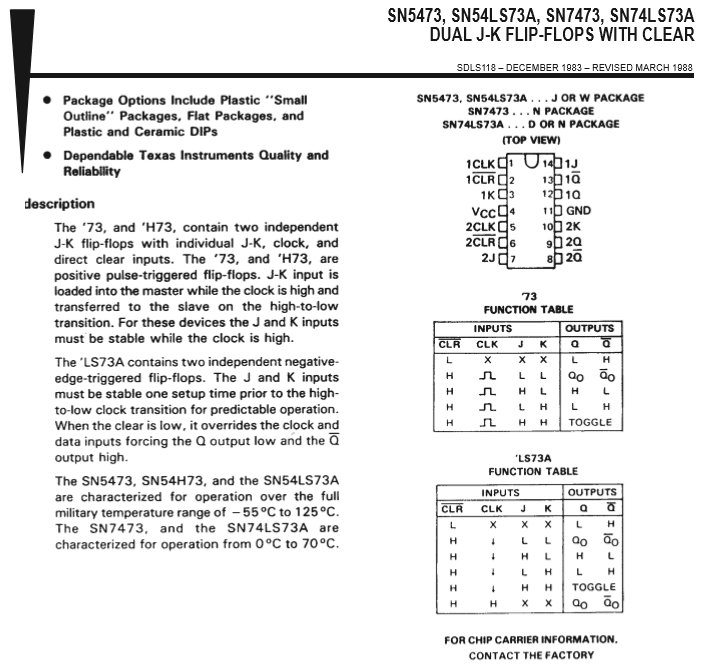 SN5473, SN54LS73A, SN7473, SN74LS73A
DUAL J-K FLIP-FLOPS WITH CLEAR
SDLS118 – DECEMBER 1983 – REVISED MARCH 1988
● Package Options Include Plastic "Small
Outline" Packages, Flat Packages, and
Plastic and Ceramic DIPs
● Dependable Texas Instruments Quality and
Reliability
description
The '73, and 'H73, contain two independent
J-K flip-flops with individual J-K, clock, and
direct clear inputs. The '73, and 'H73, are
positive pulse-triggered flip-flops. J-K input is
loaded into the master while the clock is high and
transferred to the slave on the high-to-low
transition. For these devices the J and K inputs
must be stable while the clock is high.
The 'LS73A contains two independent negative-
edge-triggered flip-flops. The J and K inputs
must be stable one setup time prior to the high-
to-low clock transition for predictable operation.
When the clear is low, it overrides the clock and
data inputs forcing the Q output low and the Q̅
output high.
The SN5473, SN54H73, and the SN54LS73A
are characterized for operation over the full
military temperature range of −55°C to 125°C.
The SN7473, and the SN74LS73A are
characterized for operation from 0°C to 70°C.
SN5473, SN54LS73A . . . J OR W PACKAGE
SN7473 . . . N PACKAGE
SN74LS73A . . . D OR N PACKAGE
(TOP VIEW)
1CLK 1 14 1J
1C̅L̅R̅ 2 13 1Q̅
1K 3 12 1Q
VCC 4 11 GND
2CLK 5 10 2K
2C̅L̅R̅ 6 9 2Q
2J 7 8 2Q̅
'73
FUNCTION TABLE
INPUTS OUTPUTS
C̅L̅R̅ CLK J K Q Q̅
L X X X L H
H ⎍ L L Q0 Q̅0
H ⎍ H L H L
H ⎍ L H L H
H ⎍ H H TOGGLE
'LS73A
FUNCTION TABLE
INPUTS OUTPUTS
C̅L̅R̅ CLK J K Q Q̅
L X X X L H
H ↓ L L Q0 Q̅0
H ↓ H L H L
H ↓ L H L H
H ↓ H H TOGGLE
H H X X Q0 Q̅0
FOR CHIP CARRIER INFORMATION,
CONTACT THE FACTORY